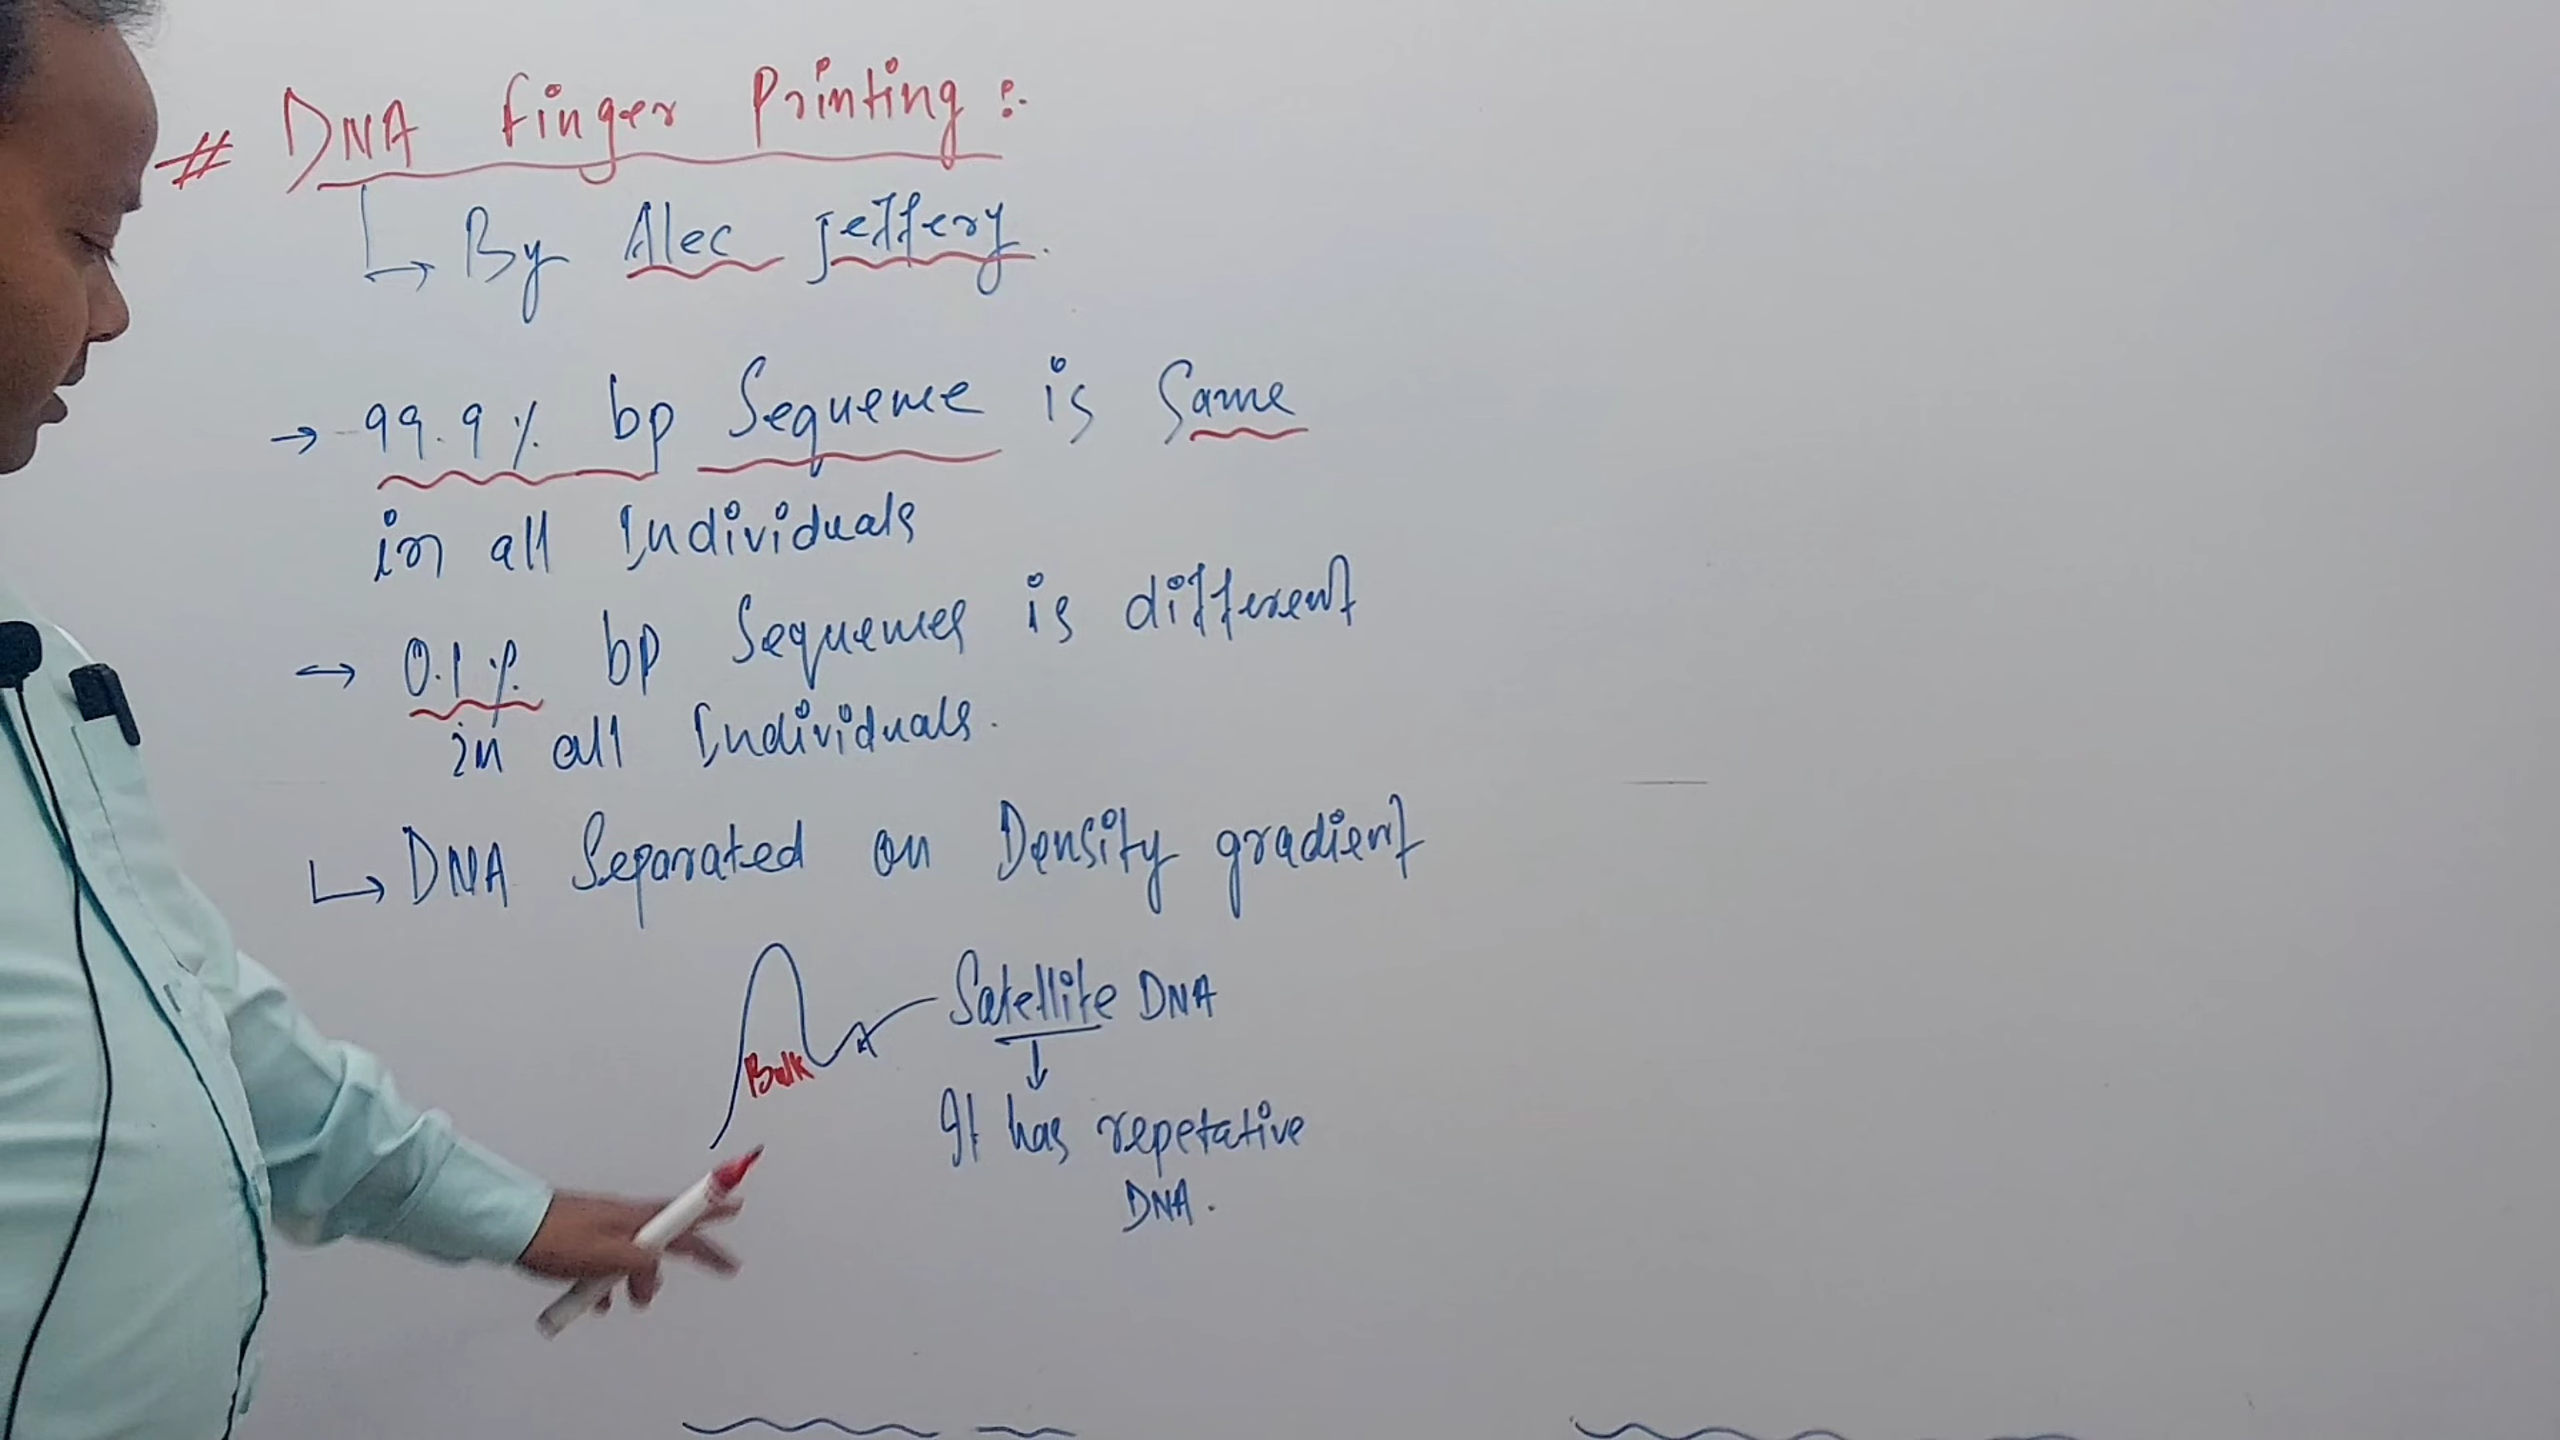 # DNA finger Printing :-
By Alec Jeffery.
→ 99.9 % bp Sequence is Same
in all Individuals
→ 0.1 % bp Sequences is different
in all Individuals.
↳ DNA Separated on Density gradient
Satellite DNA
Bulk
↓
It has repetative
DNA.